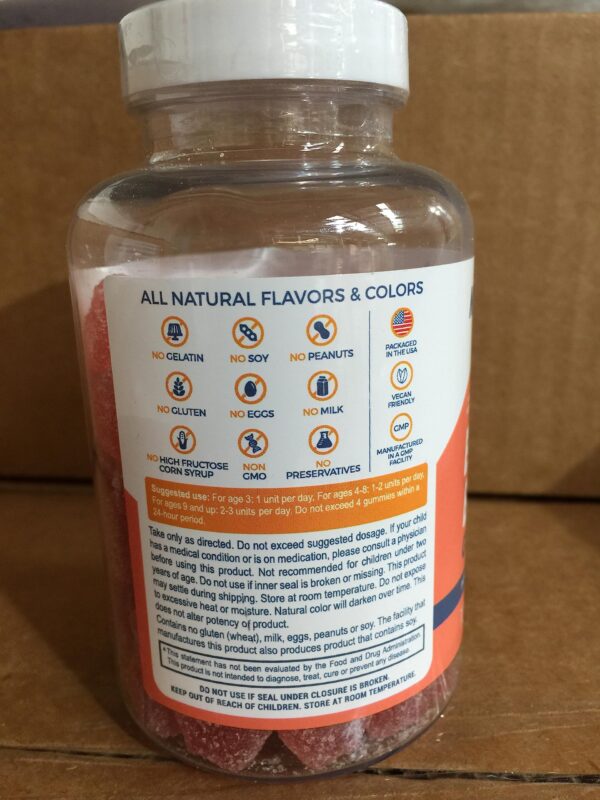 ALL NATURAL FLAVORS & COLORS
NO GELATIN
NO SOY
NO PEANUTS
PACKAGED
IN THE USA
NO GLUTEN
NO EGGS
NO MILK
VEGAN
FRIENDLY
NO HIGH FRUCTOSE
CORN SYRUP
NON
GMO
NO
PRESERVATIVES
GMP
MANUFACTURED
IN A GMP
FACILITY
Suggested use: For age 3: 1 unit per day, For ages 4-8: 1-2 units per day,
For ages 9 and up: 2-3 units per day. Do not exceed 4 gummies within a
24-hour period.
Take only as directed. Do not exceed suggested dosage. If your child
has a medical condition or is on medication, please consult a physician
before using this product. Not recommended for children under two
years of age. Do not use if inner seal is broken or missing. This product
may settle during shipping. Store at room temperature. Do not expose
to excessive heat or moisture. Natural color will darken over time. This
does not alter potency of product.
Contains no gluten (wheat), milk, eggs, peanuts or soy. The facility that
manufactures this product also produces product that contains soy.
*This statement has not been evaluated by the Food and Drug Administration.
This product is not intended to diagnose, treat, cure or prevent any disease.
DO NOT USE IF SEAL UNDER CLOSURE IS BROKEN.
KEEP OUT OF REACH OF CHILDREN. STORE AT ROOM TEMPERATURE.